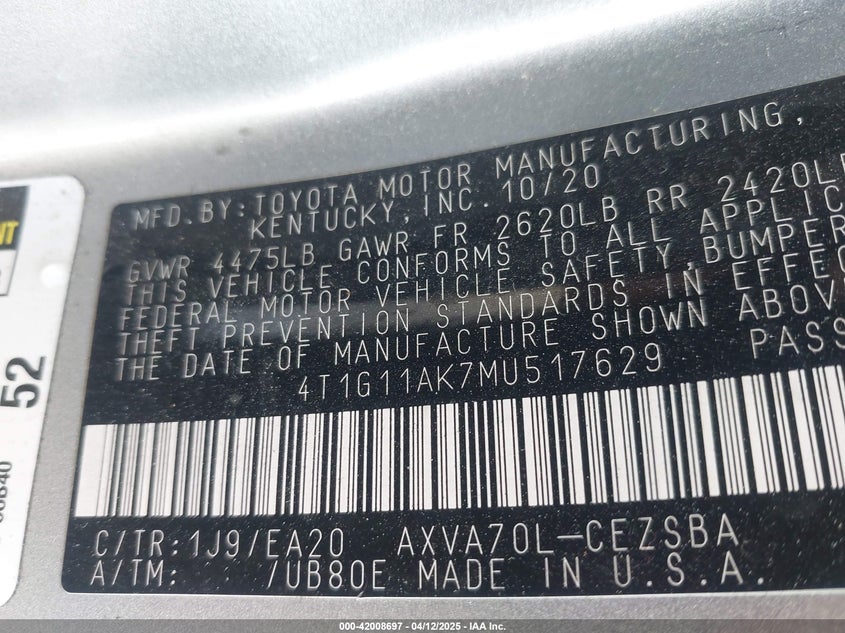 MFD. BY: TOYOTA MOTOR MANUFACTURING,
KENTUCKY, INC. 10/20
GVWR 4475LB GAWR FR 2620LB RR 2420LB
THIS VEHICLE CONFORMS TO ALL APPLIC
FEDERAL MOTOR VEHICLE SAFETY, BUMPER
THEFT PREVENTION STANDARDS IN EFFEC
THE DATE OF MANUFACTURE SHOWN ABOV
4T1G11AK7MU517629 PASS
C/TR: 1J9/EA20 AXVA70L-CEZSBA
A/TM: /UB80E MADE IN U.S.A.
52
000-42008697 - 04/12/2025 - IAA Inc.